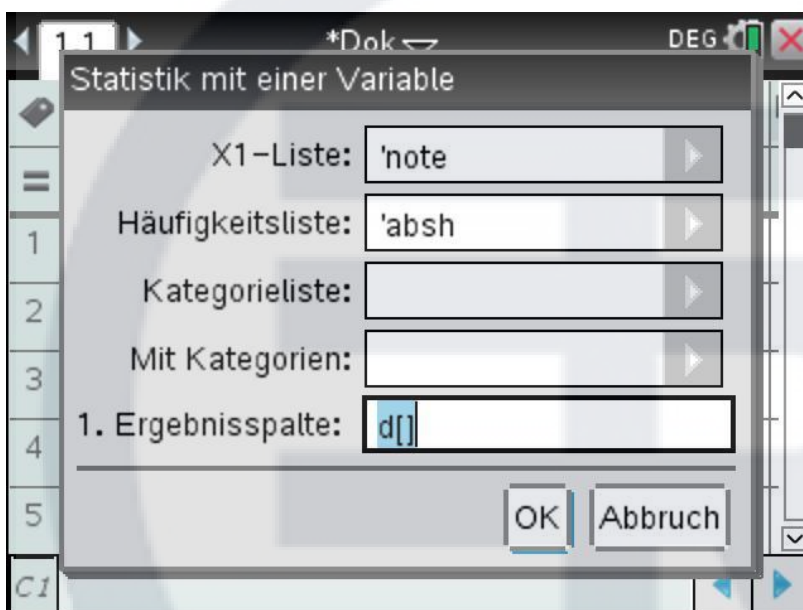 1.1 *Dok DEG
Statistik mit einer Variable
X1-Liste: 'note
Häufigkeitsliste: 'absh
Kategorieliste:
Mit Kategorien:
1. Ergebnisspalte: d[]
OK Abbruch
=
1
2
3
4
5
C1